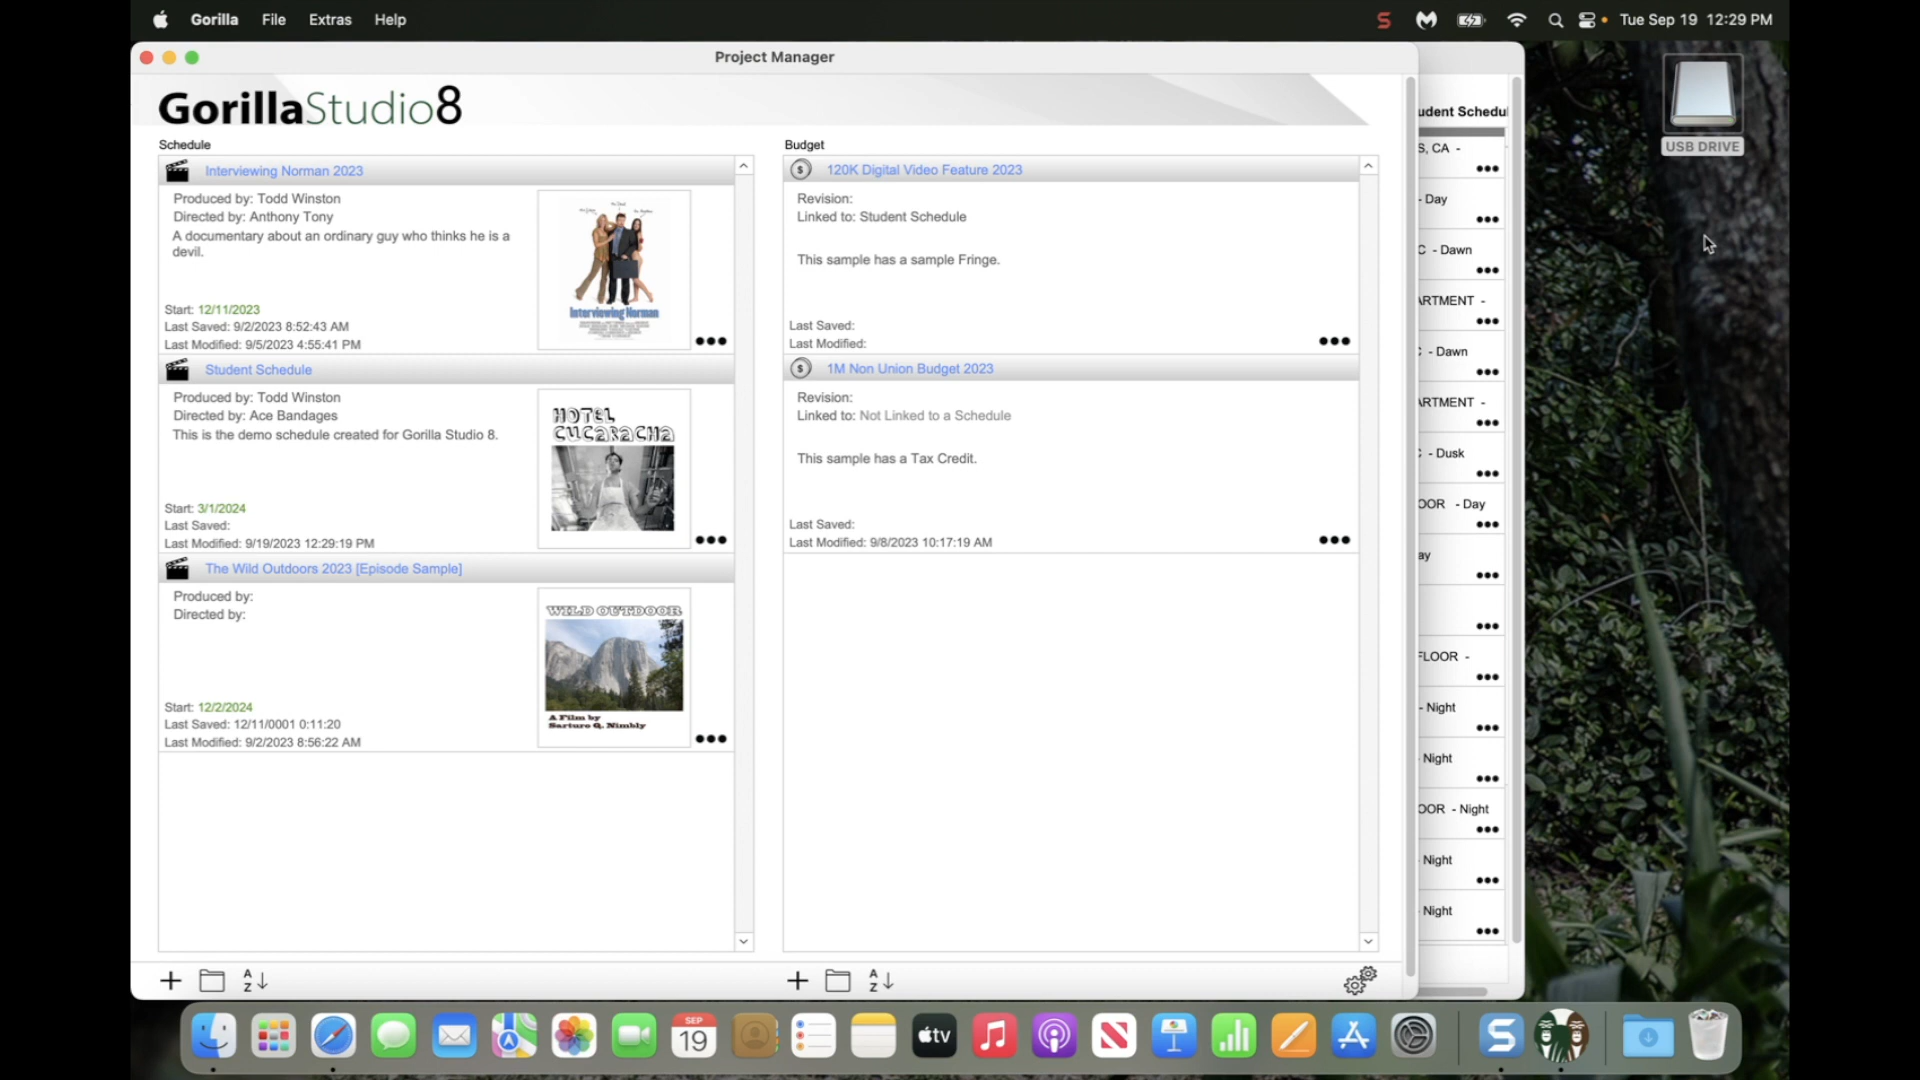 Gorilla File Extras Help
S Tue Sep 19 12:29 PM
Project Manager
GorillaStudio8
USB DRIVE
Schedule
Interviewing Norman 2023
Produced by: Todd Winston
Directed by: Anthony Tony
A documentary about an ordinary guy who thinks he is a
devil.
Interviewing Norman
Start: 12/11/2023
Last Saved: 9/2/2023 8:52:43 AM
Last Modified: 9/5/2023 4:55:41 PM
Student Schedule
Produced by: Todd Winston
Directed by: Ace Bandages
This is the demo schedule created for Gorilla Studio 8.
HOTEL
CUCARACHA
Start: 3/1/2024
Last Saved:
Last Modified: 9/19/2023 12:29:19 PM
The Wild Outdoors 2023 [Episode Sample]
Produced by:
Directed by:
WILD OUTDOOR
A Film by
Sarturo Q. Nimbly
Start: 12/2/2024
Last Saved: 12/11/0001 0:11:20
Last Modified: 9/2/2023 8:56:22 AM
Budget
120K Digital Video Feature 2023
Revision:
Linked to: Student Schedule
This sample has a sample Fringe.
Last Saved:
Last Modified:
1M Non Union Budget 2023
Revision:
Linked to: Not Linked to a Schedule
This sample has a Tax Credit.
Last Saved:
Last Modified: 9/8/2023 10:17:19 AM
udent Schedul
S, CA -
- Day
C - Dawn
ARTMENT -
C - Dawn
ARTMENT -
C - Dusk
OOR - Day
ay
FLOOR -
- Night
Night
OOR - Night
Night
Night
A
Z
A
Z
SEP
19
tv
S